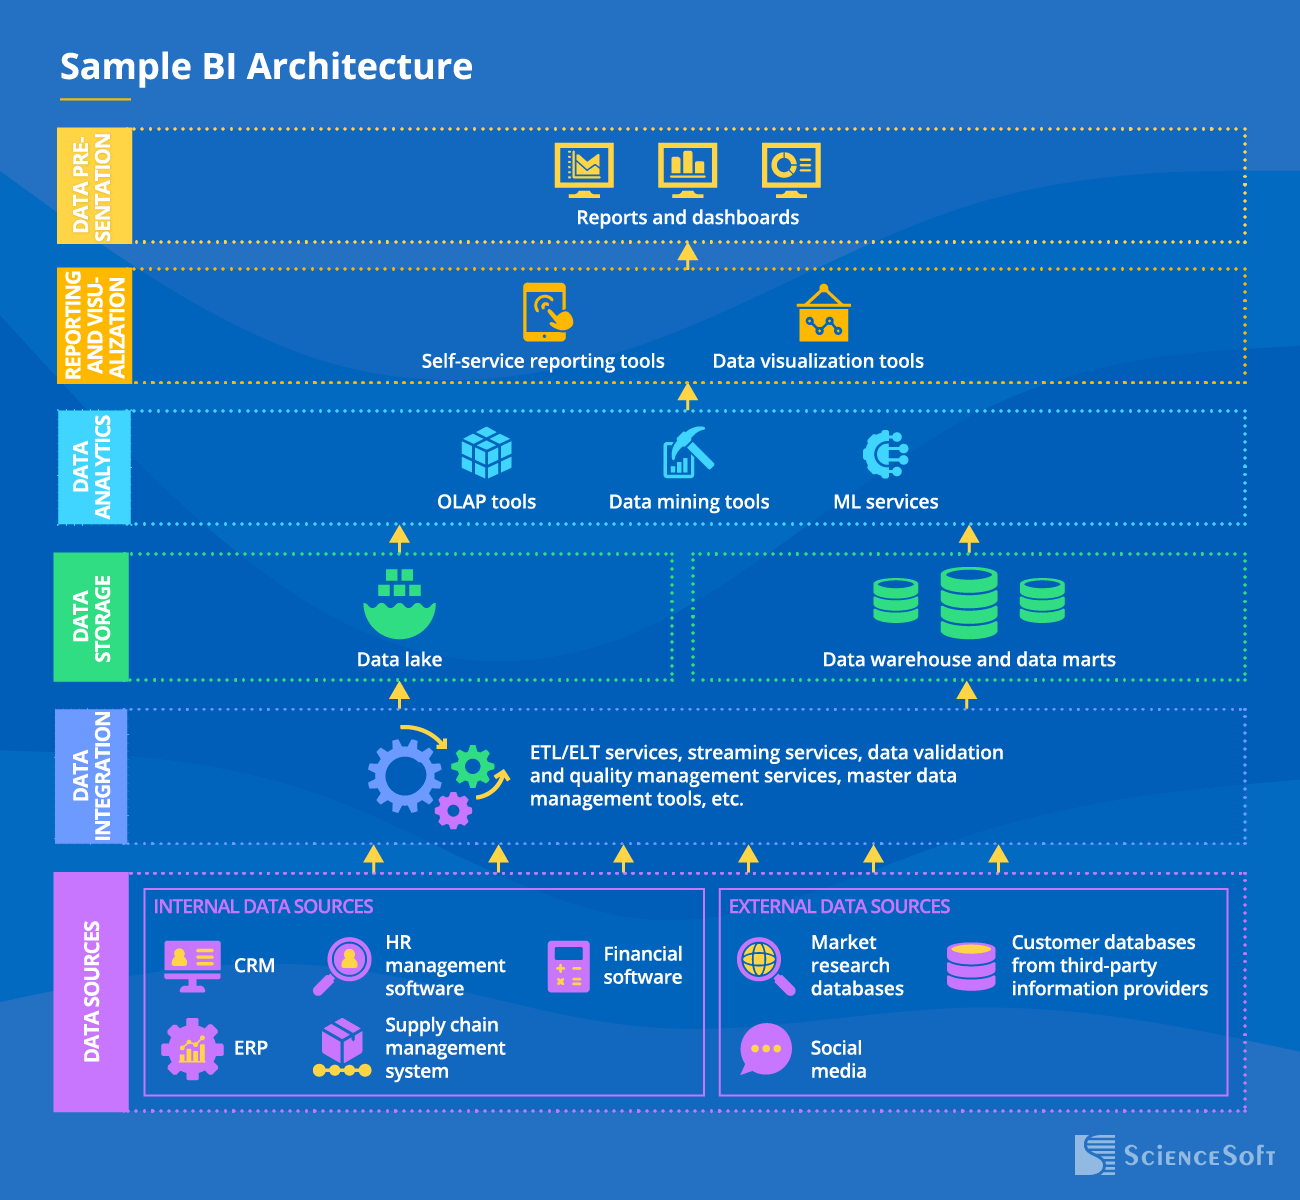 Sample BI Architecture
DATA PRE-
SENTATION
Reports and dashboards
REPORTING
AND VISU-
ALIZATION
Self-service reporting tools
Data visualization tools
DATA
ANALYTICS
OLAP tools
Data mining tools
ML services
DATA
STORAGE
Data lake
Data warehouse and data marts
DATA
INTEGRATION
ETL/ELT services, streaming services, data validation
and quality management services, master data
management tools, etc.
DATA SOURCES
INTERNAL DATA SOURCES
CRM
HR
management
software
Financial
software
ERP
Supply chain
management
system
EXTERNAL DATA SOURCES
Market
research
databases
Customer databases
from third-party
information providers
Social
media
ScienceSoft